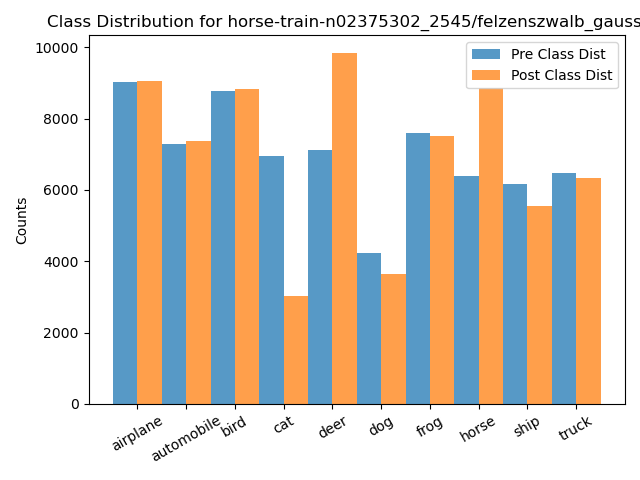 Class Distribution for horse-train-n02375302_2545/felzenszwalb_gauss
Pre Class Dist
Post Class Dist
Counts
10000
8000
6000
4000
2000
0
airplane
automobile
bird
cat
deer
dog
frog
horse
ship
truck